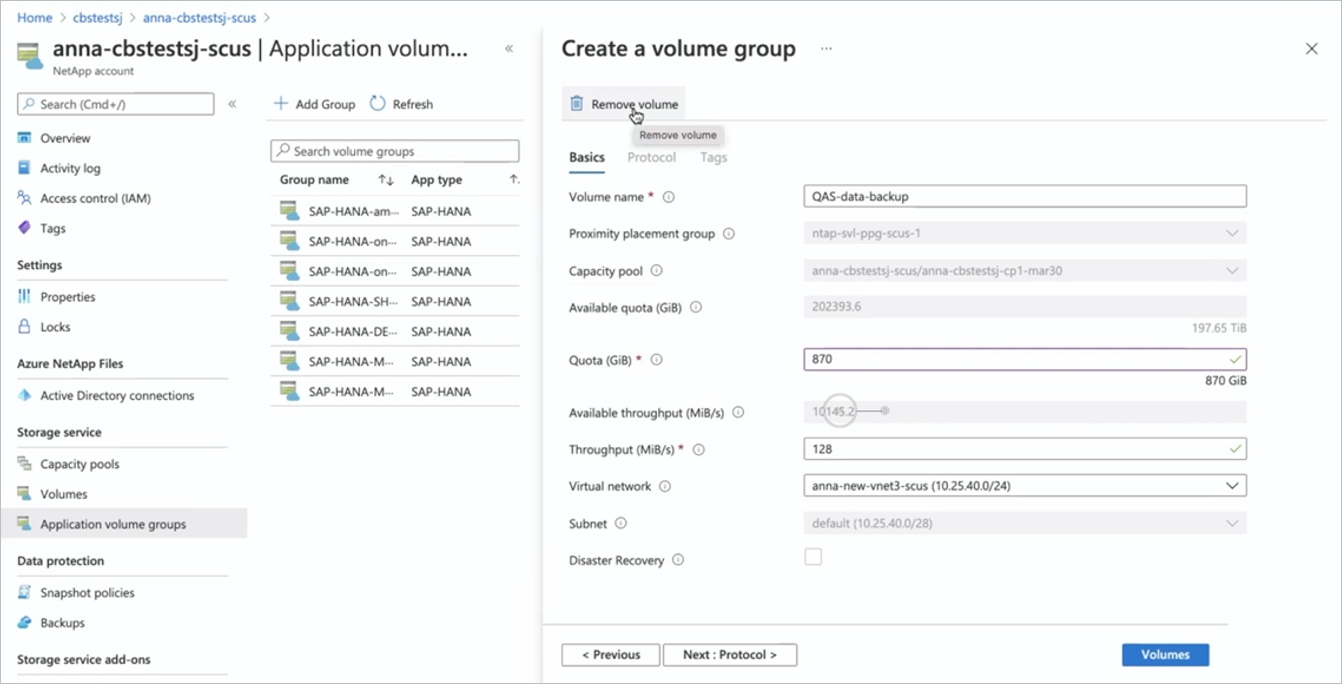 Home > cbstestsj > anna-cbstestsj-scus >
anna-cbstestsj-scus | Application volum...
NetApp account
Search (Cmd+/)
Overview
Activity log
Access control (IAM)
Tags
Settings
Properties
Locks
Azure NetApp Files
Active Directory connections
Storage service
Capacity pools
Volumes
Application volume groups
Data protection
Snapshot policies
Backups
Storage service add-ons
Add Group Refresh
Search volume groups
Group name App type
SAP-HANA-am... SAP-HANA
SAP-HANA-on... SAP-HANA
SAP-HANA-on... SAP-HANA
SAP-HANA-SH... SAP-HANA
SAP-HANA-DE... SAP-HANA
SAP-HANA-M... SAP-HANA
SAP-HANA-M... SAP-HANA
Create a volume group ...
Remove volume
Remove volume
Basics Protocol Tags
Volume name * QAS-data-backup
Proximity placement group ntap-svl-ppg-scus-1
Capacity pool anna-cbstestsj-scus/anna-cbstestsj-cp1-mar30
Available quota (GiB) 202393.6
197.65 TiB
Quota (GiB) * 870
870 GiB
Available throughput (MiB/s) 10145.2
Throughput (MiB/s) * 128
Virtual network anna-new-vnet3-scus (10.25.40.0/24)
Subnet default (10.25.40.0/28)
Disaster Recovery
< Previous Next : Protocol > Volumes